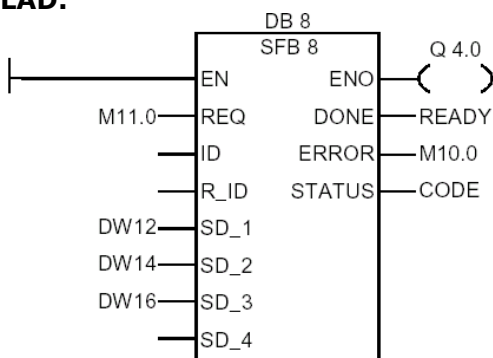 LAD:
DB 8
SFB 8
Q 4.0
EN ENO
M11.0 REQ DONE READY
ID ERROR M10.0
R_ID STATUS CODE
DW12 SD_1
DW14 SD_2
DW16 SD_3
SD_4